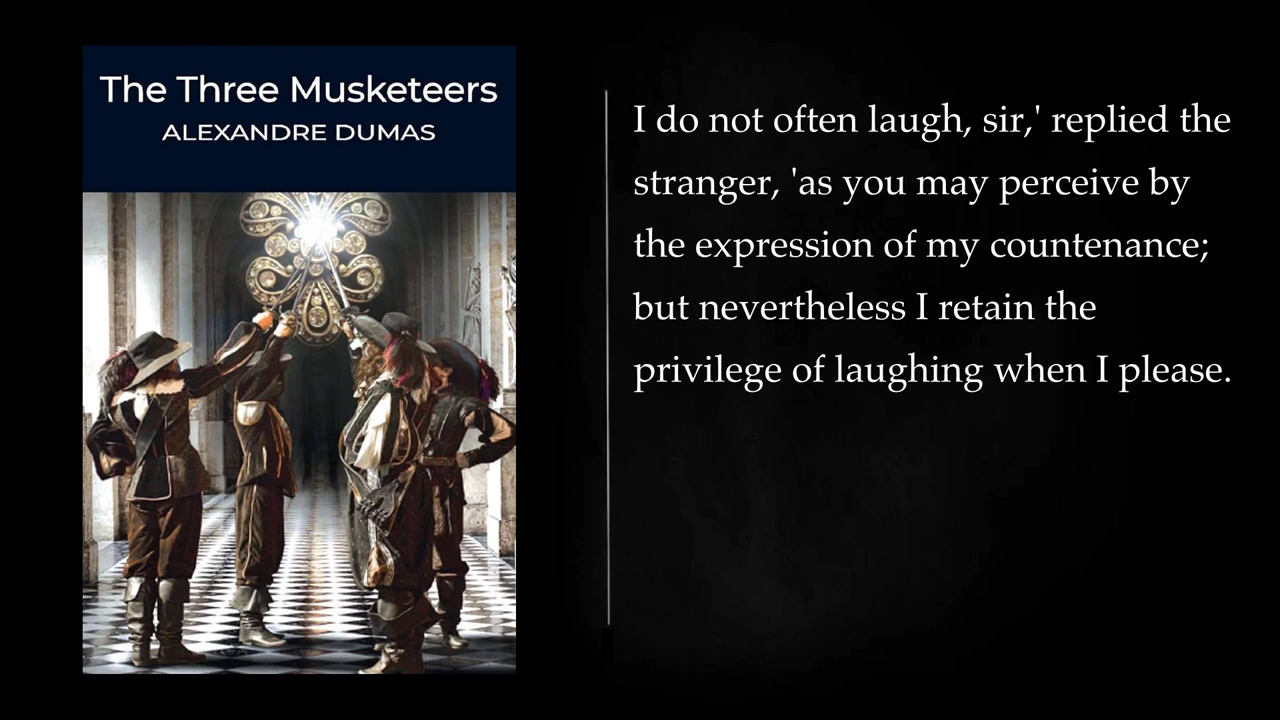 The Three Musketeers
ALEXANDRE DUMAS
I do not often laugh, sir,' replied the
stranger, 'as you may perceive by
the expression of my countenance;
but nevertheless I retain the
privilege of laughing when I please.